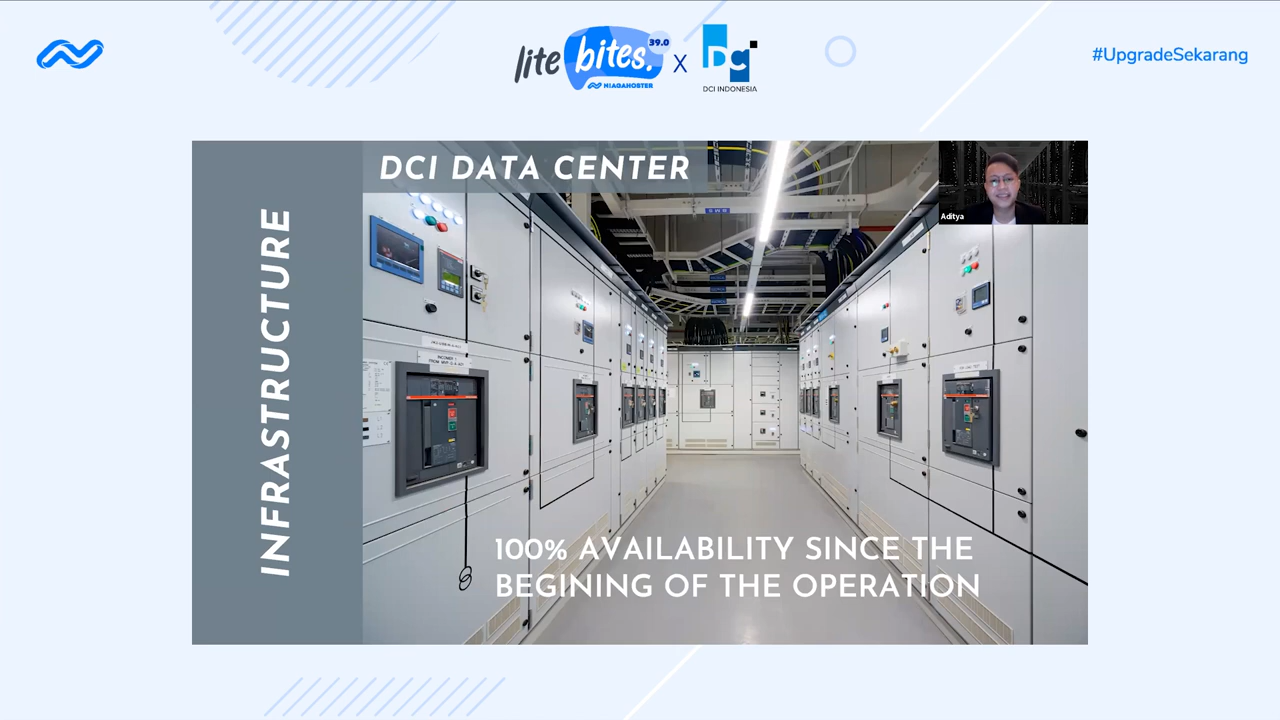 lite bites. 39.0
NIAGAHOSTER
X
DCI INDONESIA
#UpgradeSekarang
DCI DATA CENTER
Aditya
INFRASTRUCTURE
100% AVAILABILITY SINCE THE
BEGINING OF THE OPERATION